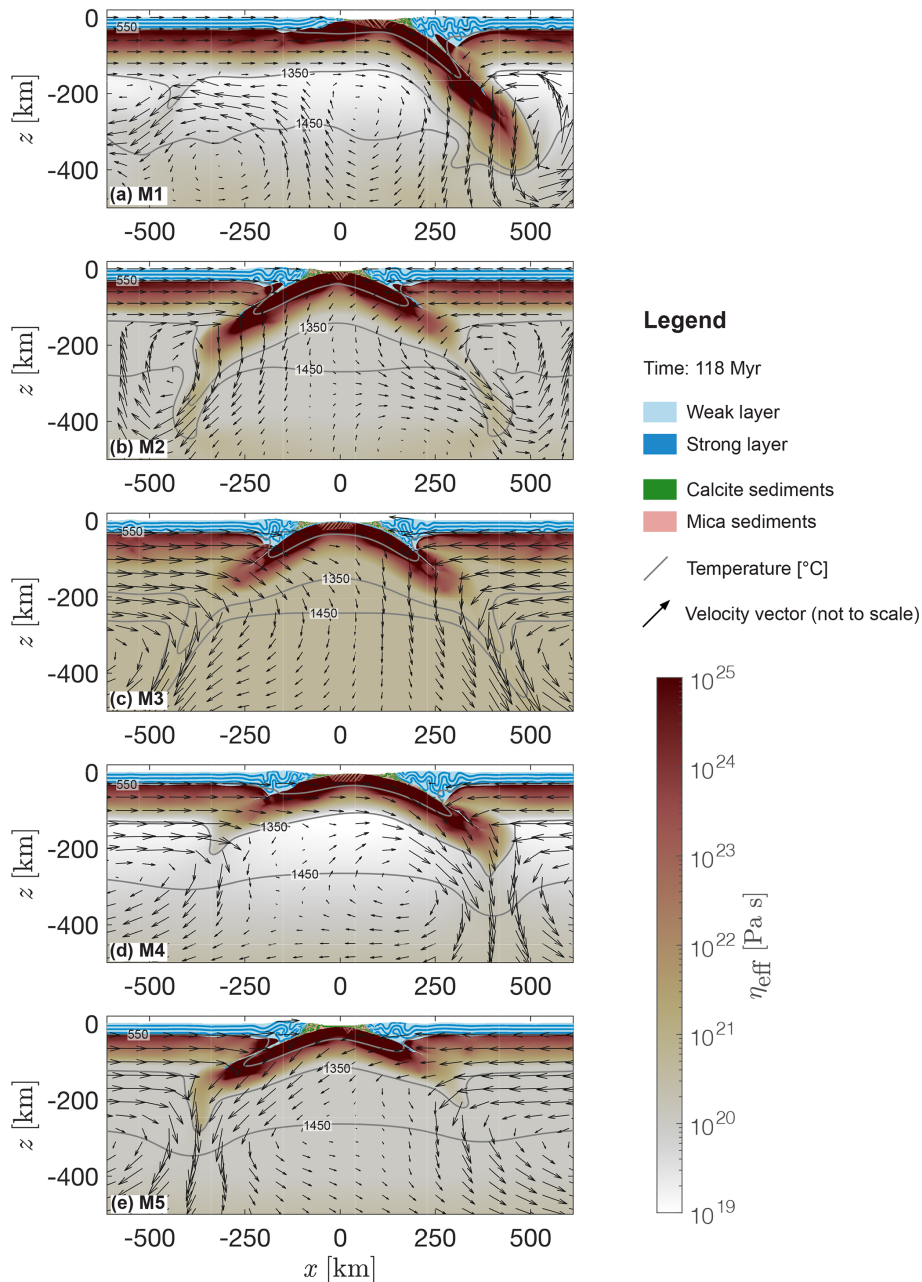 0
550
1350
-200
1450
-400
z [km]
(a) M1
-500 -250 0 250 500
0
550
1350
-200
1450
-400
z [km]
(b) M2
-500 -250 0 250 500
0
550
1350
-200
1450
-400
z [km]
(c) M3
-500 -250 0 250 500
0
550
1350
-200
1450
-400
z [km]
(d) M4
-500 -250 0 250 500
0
550
1350
-200
1450
-400
z [km]
(e) M5
-500 -250 0 250 500
x [km]
Legend
Time: 118 Myr
Weak layer
Strong layer
Calcite sediments
Mica sediments
Temperature [°C]
Velocity vector (not to scale)
10^25
10^24
10^23
10^22
10^21
10^20
10^19
η_eff [Pa s]